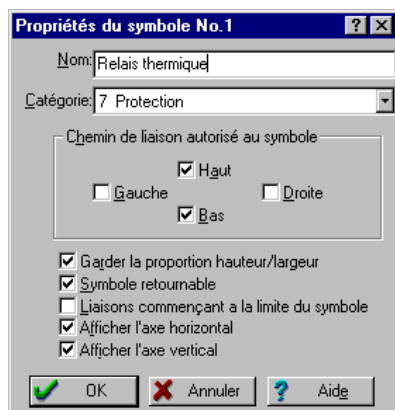 Propriétés du symbole No.1
Nom: Relais thermique
Catégorie: 7 Protection
Chemin de liaison autorisé au symbole
Haut
Gauche Droite
Bas
Garder la proportion hauteur/largeur
Symbole retournable
Liaisons commençant a la limite du symbole
Afficher l'axe horizontal
Afficher l'axe vertical
OK Annuler ? Aide